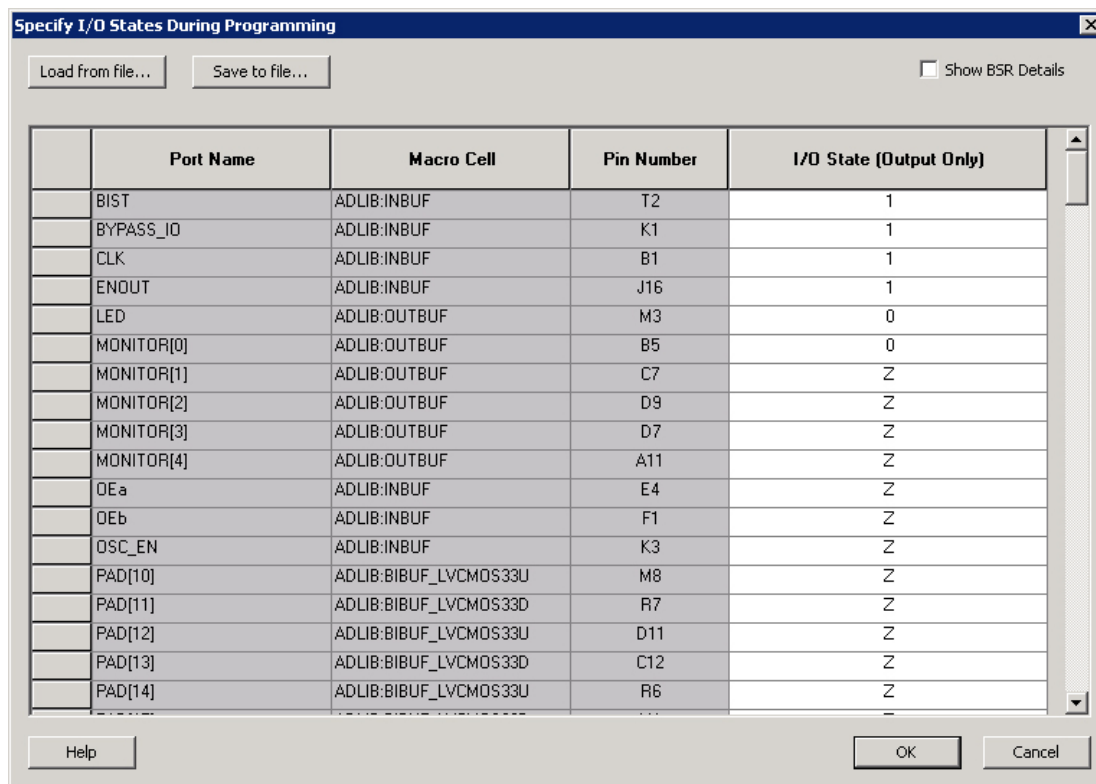 Specify I/O States During Programming
Load from file... Save to file... Show BSR Details
Port Name Macro Cell Pin Number I/O State (Output Only)
BIST ADLIB:INBUF T2 1
BYPASS_IO ADLIB:INBUF K1 1
CLK ADLIB:INBUF B1 1
ENOUT ADLIB:INBUF J16 1
LED ADLIB:OUTBUF M3 0
MONITOR[0] ADLIB:OUTBUF B5 0
MONITOR[1] ADLIB:OUTBUF C7 Z
MONITOR[2] ADLIB:OUTBUF D9 Z
MONITOR[3] ADLIB:OUTBUF D7 Z
MONITOR[4] ADLIB:OUTBUF A11 Z
OEa ADLIB:INBUF E4 Z
OEb ADLIB:INBUF F1 Z
OSC_EN ADLIB:INBUF K3 Z
PAD[10] ADLIB:BIBUF_LVCMOS33U M8 Z
PAD[11] ADLIB:BIBUF_LVCMOS33D R7 Z
PAD[12] ADLIB:BIBUF_LVCMOS33U D11 Z
PAD[13] ADLIB:BIBUF_LVCMOS33D C12 Z
PAD[14] ADLIB:BIBUF_LVCMOS33U R6 Z
Help OK Cancel